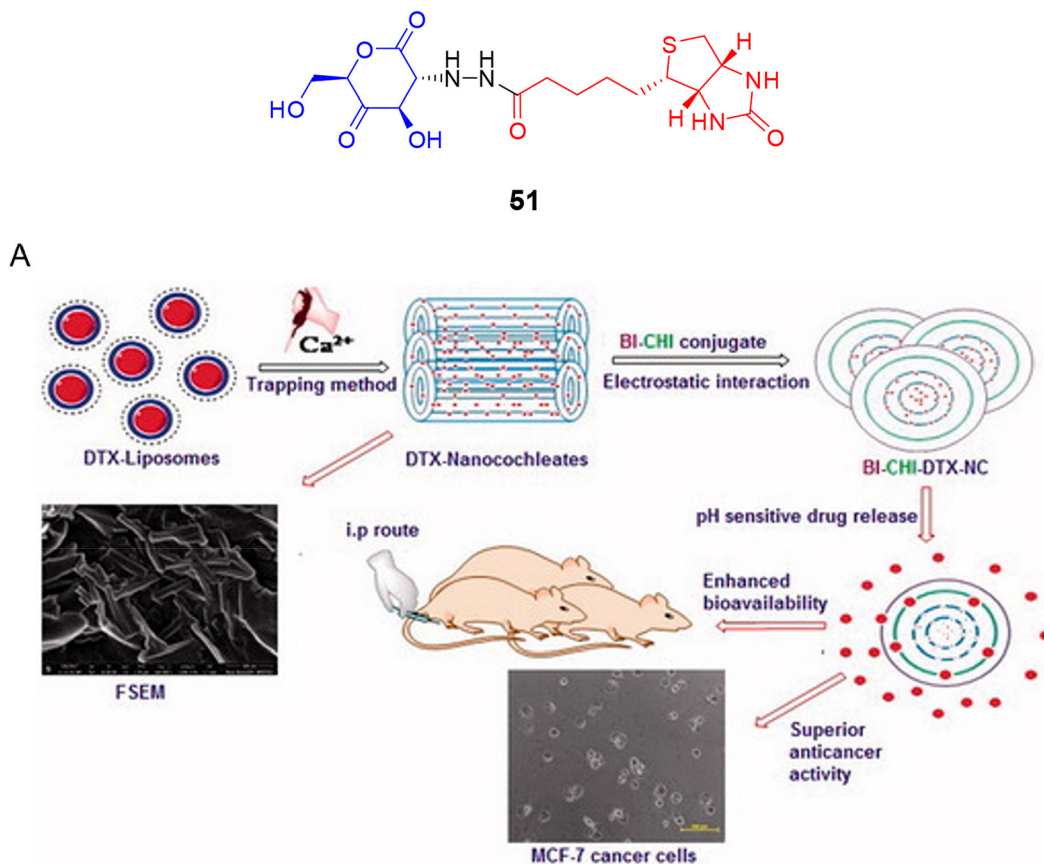 O
O
S
H
H H
N-N
NH
HO
O
OH
O
H
HN
O
51
A
Ca2+
Trapping method
BI-CHI conjugate
Electrostatic interaction
DTX-Liposomes
DTX-Nanocochleates
BI-CHI-DTX-NC
pH sensitive drug release
i.p route
Enhanced
bioavailability
FSEM
Superior
anticancer
activity
MCF-7 cancer cells